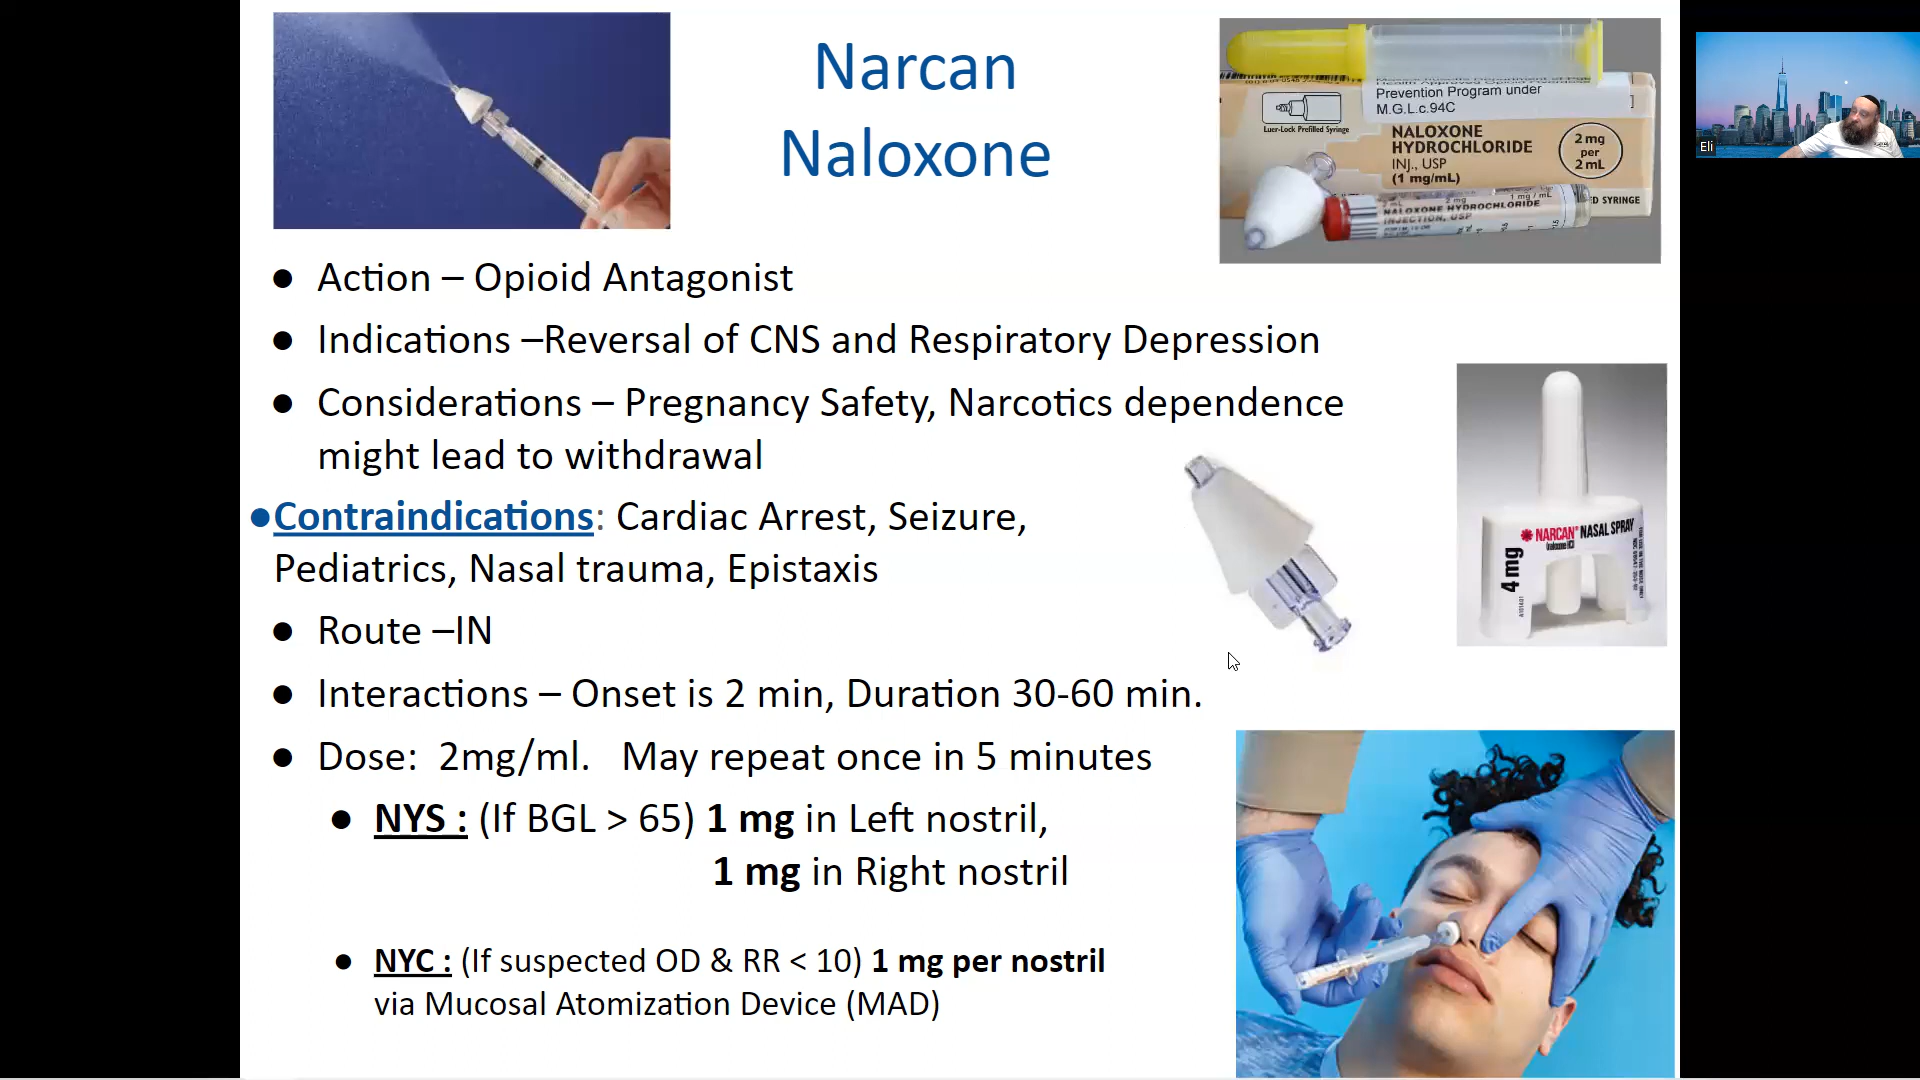 Narcan
Naloxone
Prevention Program under
M.G.L.c.94C
Luer-Lock Prefilled Syringe
NALOXONE
HYDROCHLORIDE
INJ., USP
(1 mg/mL)
2 mg
per
2 mL
NALOXONE HYDROCHLORIDE
INJECTION, USP
D SYRINGE
Eli
● Action – Opioid Antagonist
● Indications –Reversal of CNS and Respiratory Depression
● Considerations – Pregnancy Safety, Narcotics dependence
might lead to withdrawal
●Contraindications: Cardiac Arrest, Seizure,
Pediatrics, Nasal trauma, Epistaxis
NARCAN® NASAL SPRAY
4 mg
● Route –IN
● Interactions – Onset is 2 min, Duration 30-60 min.
● Dose: 2mg/ml. May repeat once in 5 minutes
● NYS : (If BGL > 65) 1 mg in Left nostril,
1 mg in Right nostril
● NYC : (If suspected OD & RR < 10) 1 mg per nostril
via Mucosal Atomization Device (MAD)